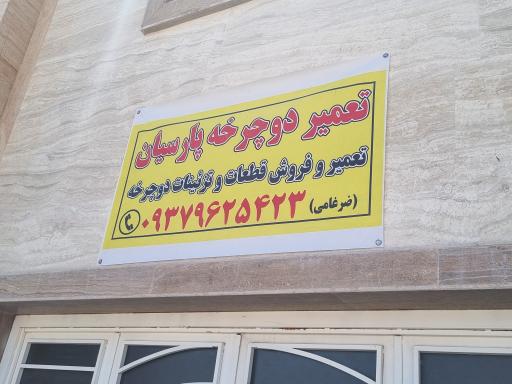 تعمیر دوچرخه پارسیان
تعمیر و فروش قطعات و تزئینات دوچرخه
(ضرغامی) ۰۹۳۷۹۶۲۵۴۲۳